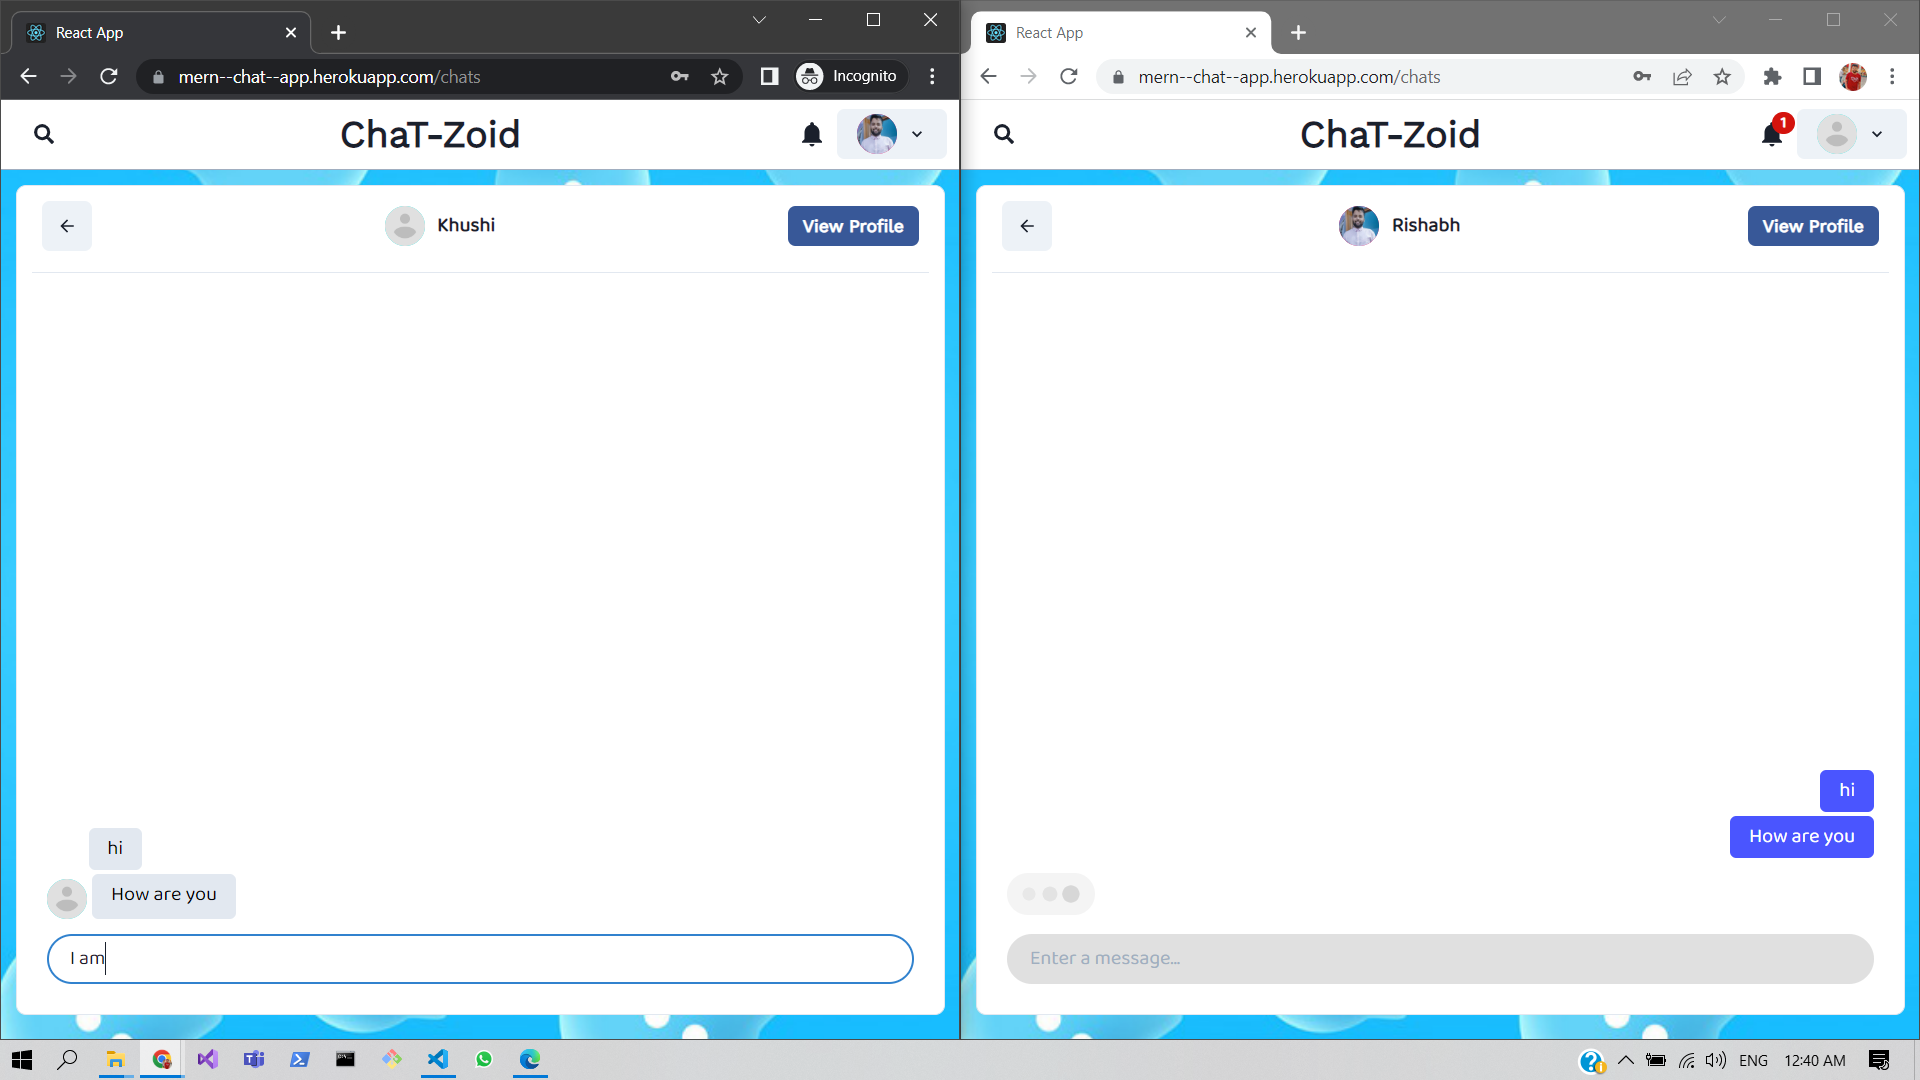 React App
mern--chat--app.herokuapp.com/chats
Incognito
ChaT-Zoid
Khushi
View Profile
hi
How are you
I am
React App
mern--chat--app.herokuapp.com/chats
ChaT-Zoid
1
Rishabh
View Profile
hi
How are you
Enter a message...
ENG
12:40 AM